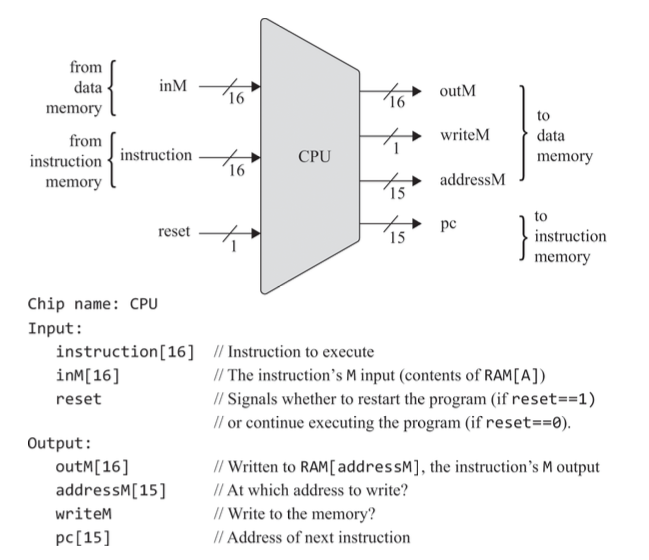 from
data
memory
inM
16
from
instruction
memory
instruction
16
reset
1
CPU
16
outM
1
writeM
15
addressM
15
pc
to
data
memory
to
instruction
memory
Chip name: CPU
Input:
instruction[16] // Instruction to execute
inM[16] // The instruction’s M input (contents of RAM[A])
reset // Signals whether to restart the program (if reset==1)
// or continue executing the program (if reset==0).
Output:
outM[16] // Written to RAM[addressM], the instruction’s M output
addressM[15] // At which address to write?
writeM // Write to the memory?
pc[15] // Address of next instruction